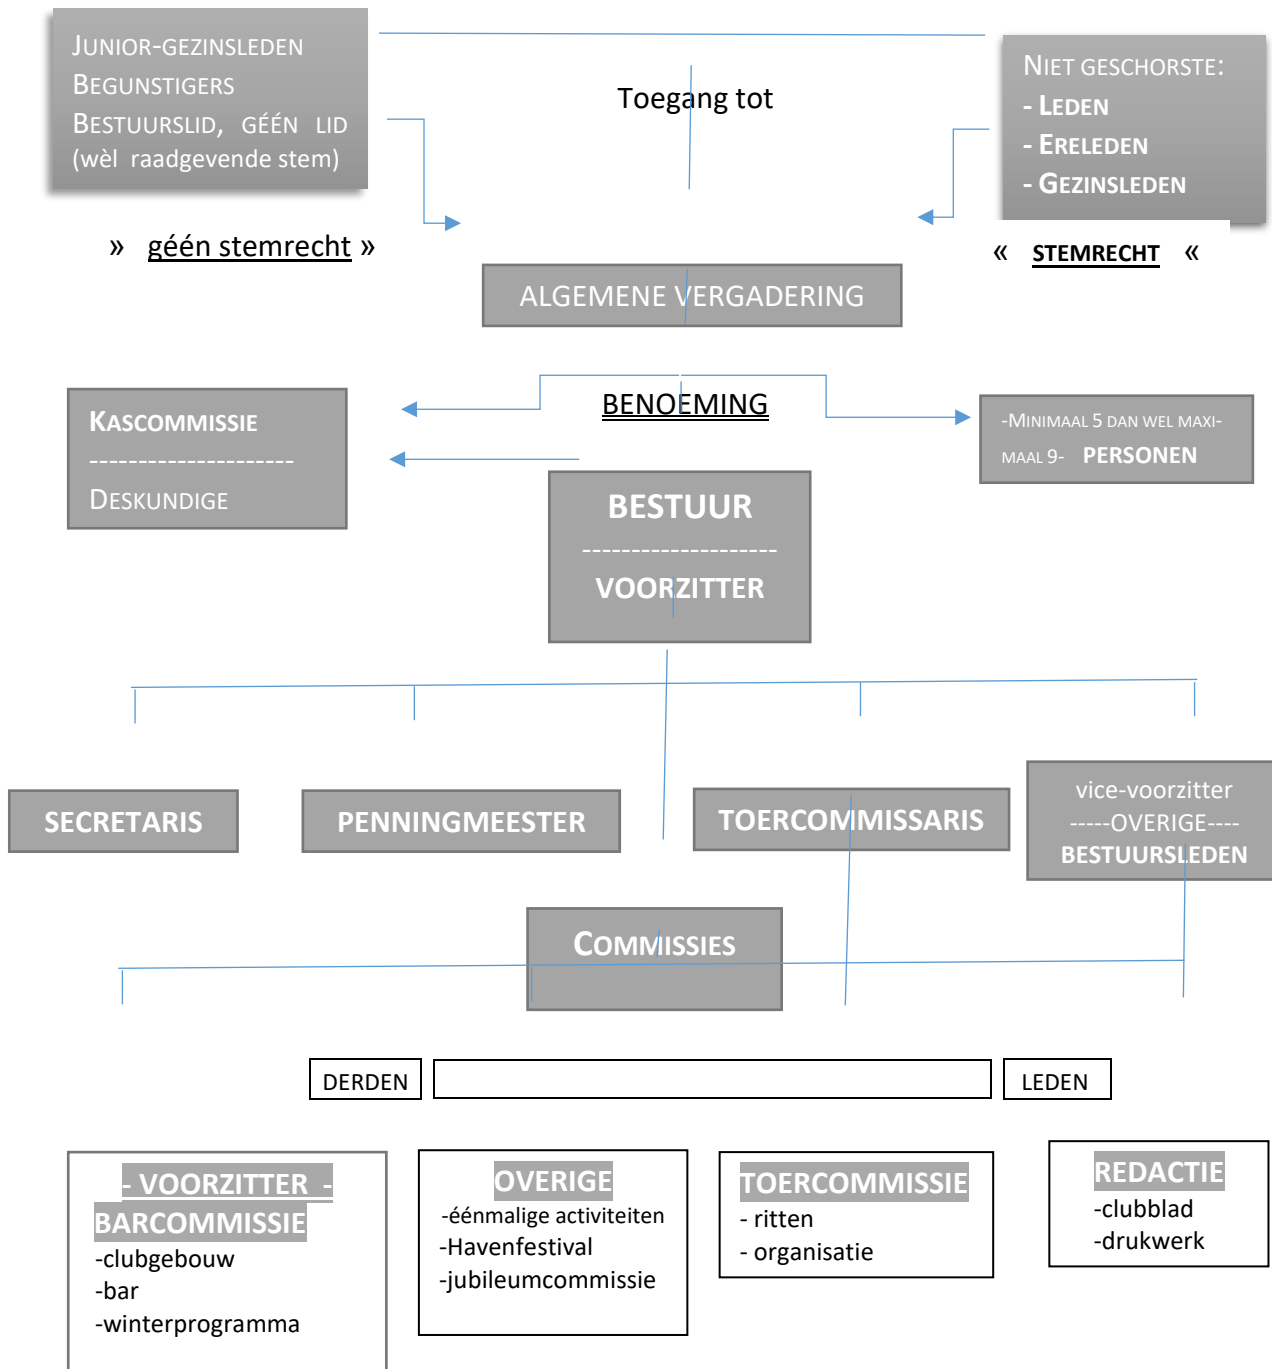 JUNIOR-GEZINSLEDEN
BEGUNSTIGERS
BESTUURSLID, GÉÉN LID
(wèl raadgevende stem)
Toegang tot
NIET GESCHORSTE:
- LEDEN
- ERELEDEN
- GEZINSLEDEN
» géén stemrecht »
« STEMRECHT «
ALGEMENE VERGADERING
KASCOMMISSIE
---------------------
DESKUNDIGE
BENOEMING
-MINIMAAL 5 DAN WEL MAXI-
MAAL 9- PERSONEN
BESTUUR
--------------------
VOORZITTER
SECRETARIS
PENNINGMEESTER
TOERCOMMISSARIS
vice-voorzitter
-----OVERIGE----
BESTUURSLEDEN
COMMISSIES
DERDEN
LEDEN
- VOORZITTER -
BARCOMMISSIE
-clubgebouw
-bar
-winterprogramma
OVERIGE
-éénmalige activiteiten
-Havenfestival
-jubileumcommissie
TOERCOMMISSIE
- ritten
- organisatie
REDACTIE
-clubblad
-drukwerk